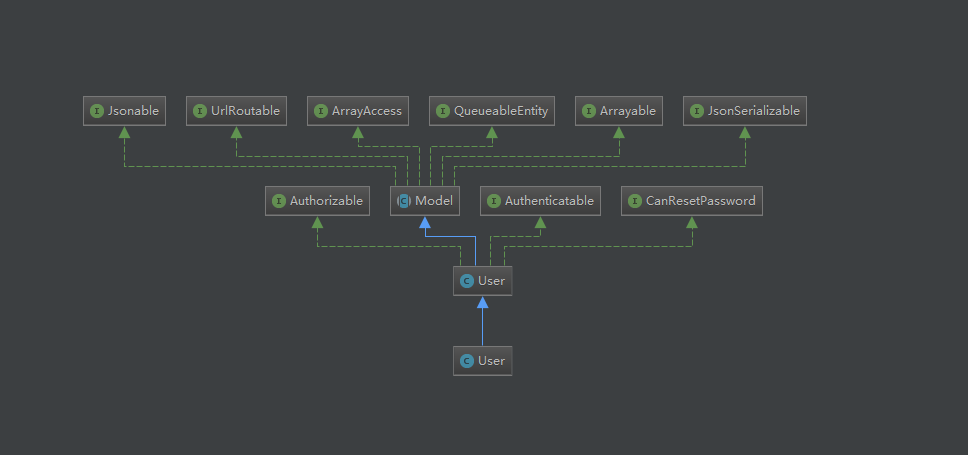 I Jsonable
I UrlRoutable
I ArrayAccess
I QueueableEntity
I Arrayable
I JsonSerializable
I Authorizable
C Model
I Authenticatable
I CanResetPassword
C User
C User